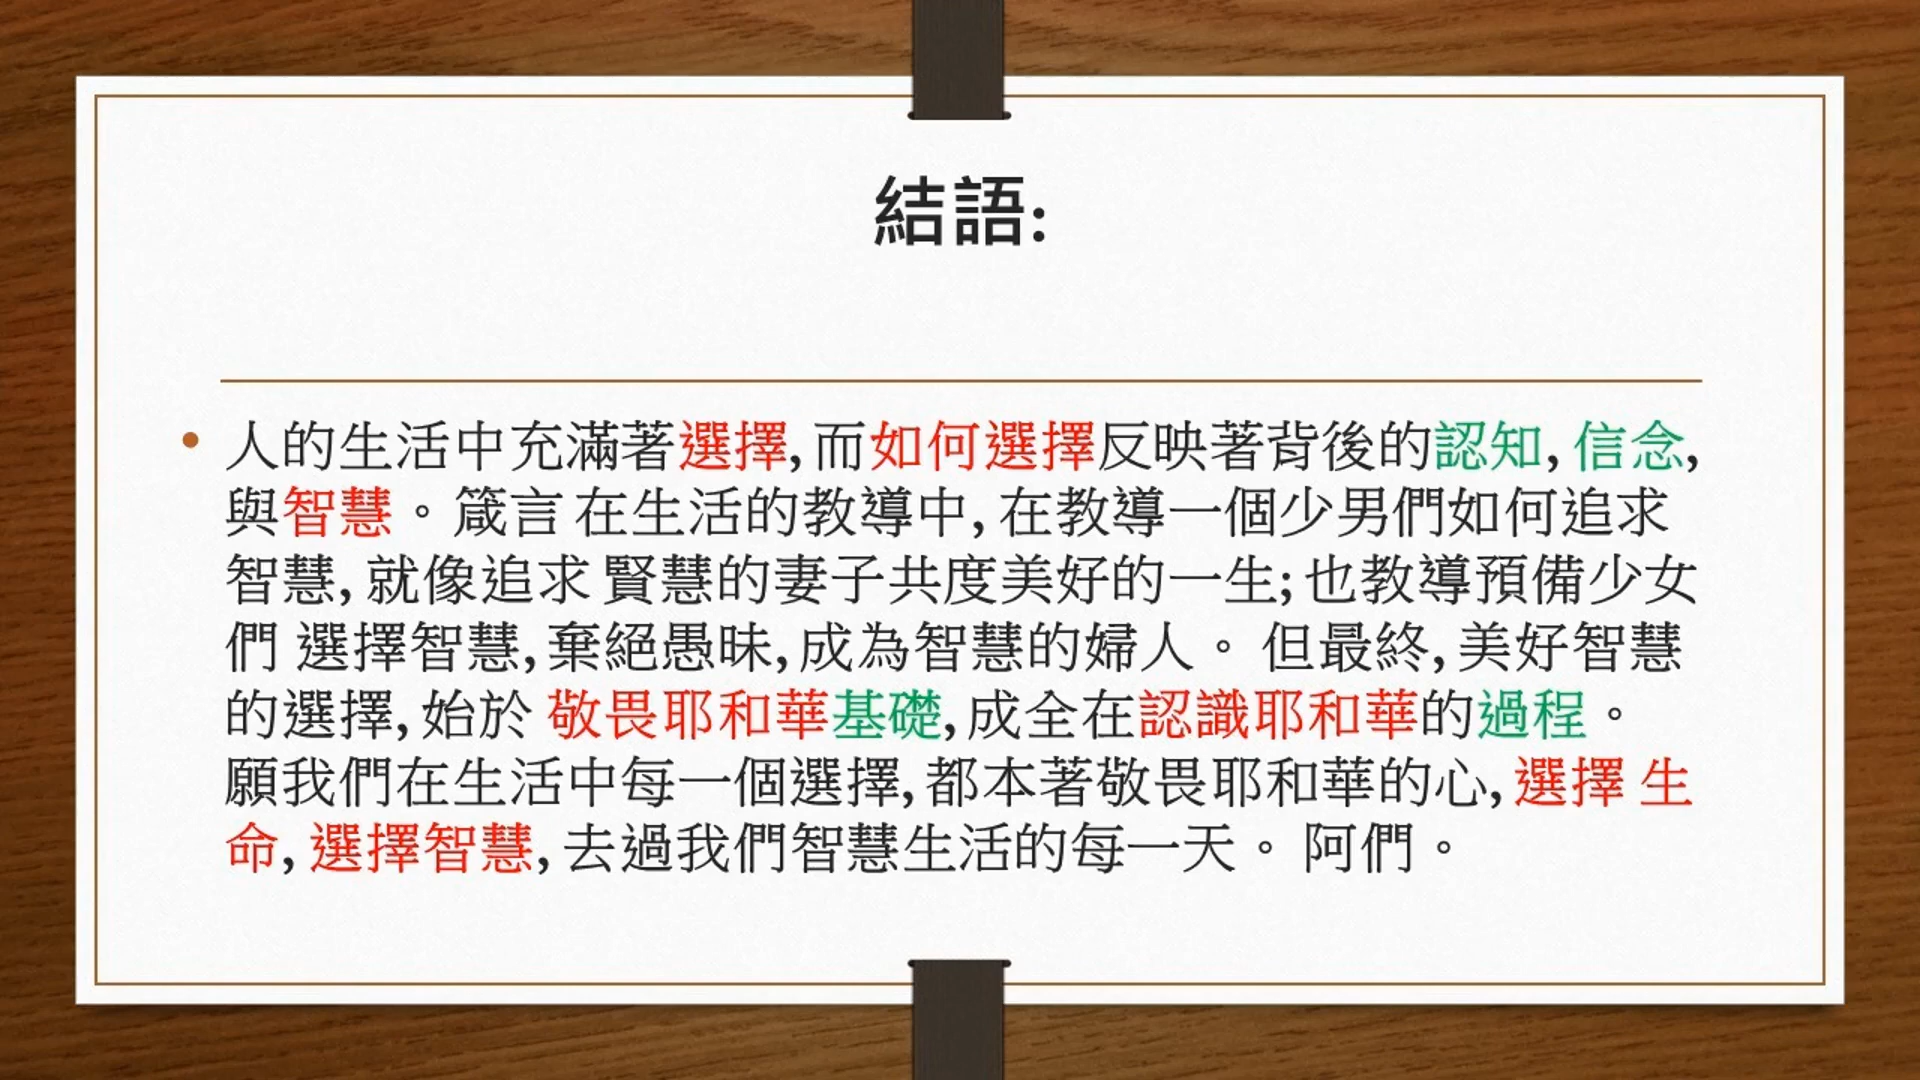 結語:
• 人的生活中充滿著選擇, 而如何選擇反映著背後的認知, 信念,
與智慧。箴言 在生活的教導中, 在教導一個少男們如何追求
智慧, 就像追求 賢慧的妻子共度美好的一生; 也教導預備少女
們 選擇智慧, 棄絕愚昧, 成為智慧的婦人。 但最終, 美好智慧
的選擇, 始於 敬畏耶和華基礎, 成全在認識耶和華的過程。
願我們在生活中每一個選擇, 都本著敬畏耶和華的心, 選擇 生
命, 選擇智慧, 去過我們智慧生活的每一天。 阿們。